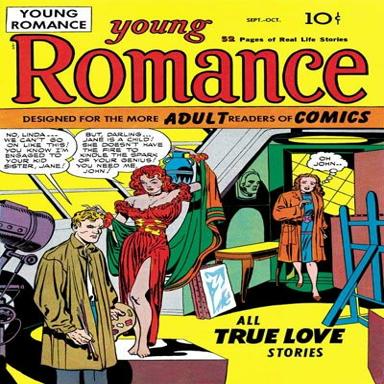 YOUNG
ROMANCE
SEPT.-OCT.
10¢
young
52 Pages of Real Life Stories
Romance
DESIGNED FOR THE MORE ADULT READERS OF COMICS
NO, LINDA---
WE CAN'T GO
ON LIKE THIS!
YOU KNOW I'M
ENGAGED TO
YOUR KID
SISTER, JANE!
BUT, DARLING...
JANE IS A CHILD!
SHE DOESN'T HAVE
THE FIRE TO
KINDLE THE SPARK
OF YOUR GENIUS!
YOU NEED ME,
JOHN!
OH
JOHN...
ALL
TRUE LOVE
STORIES